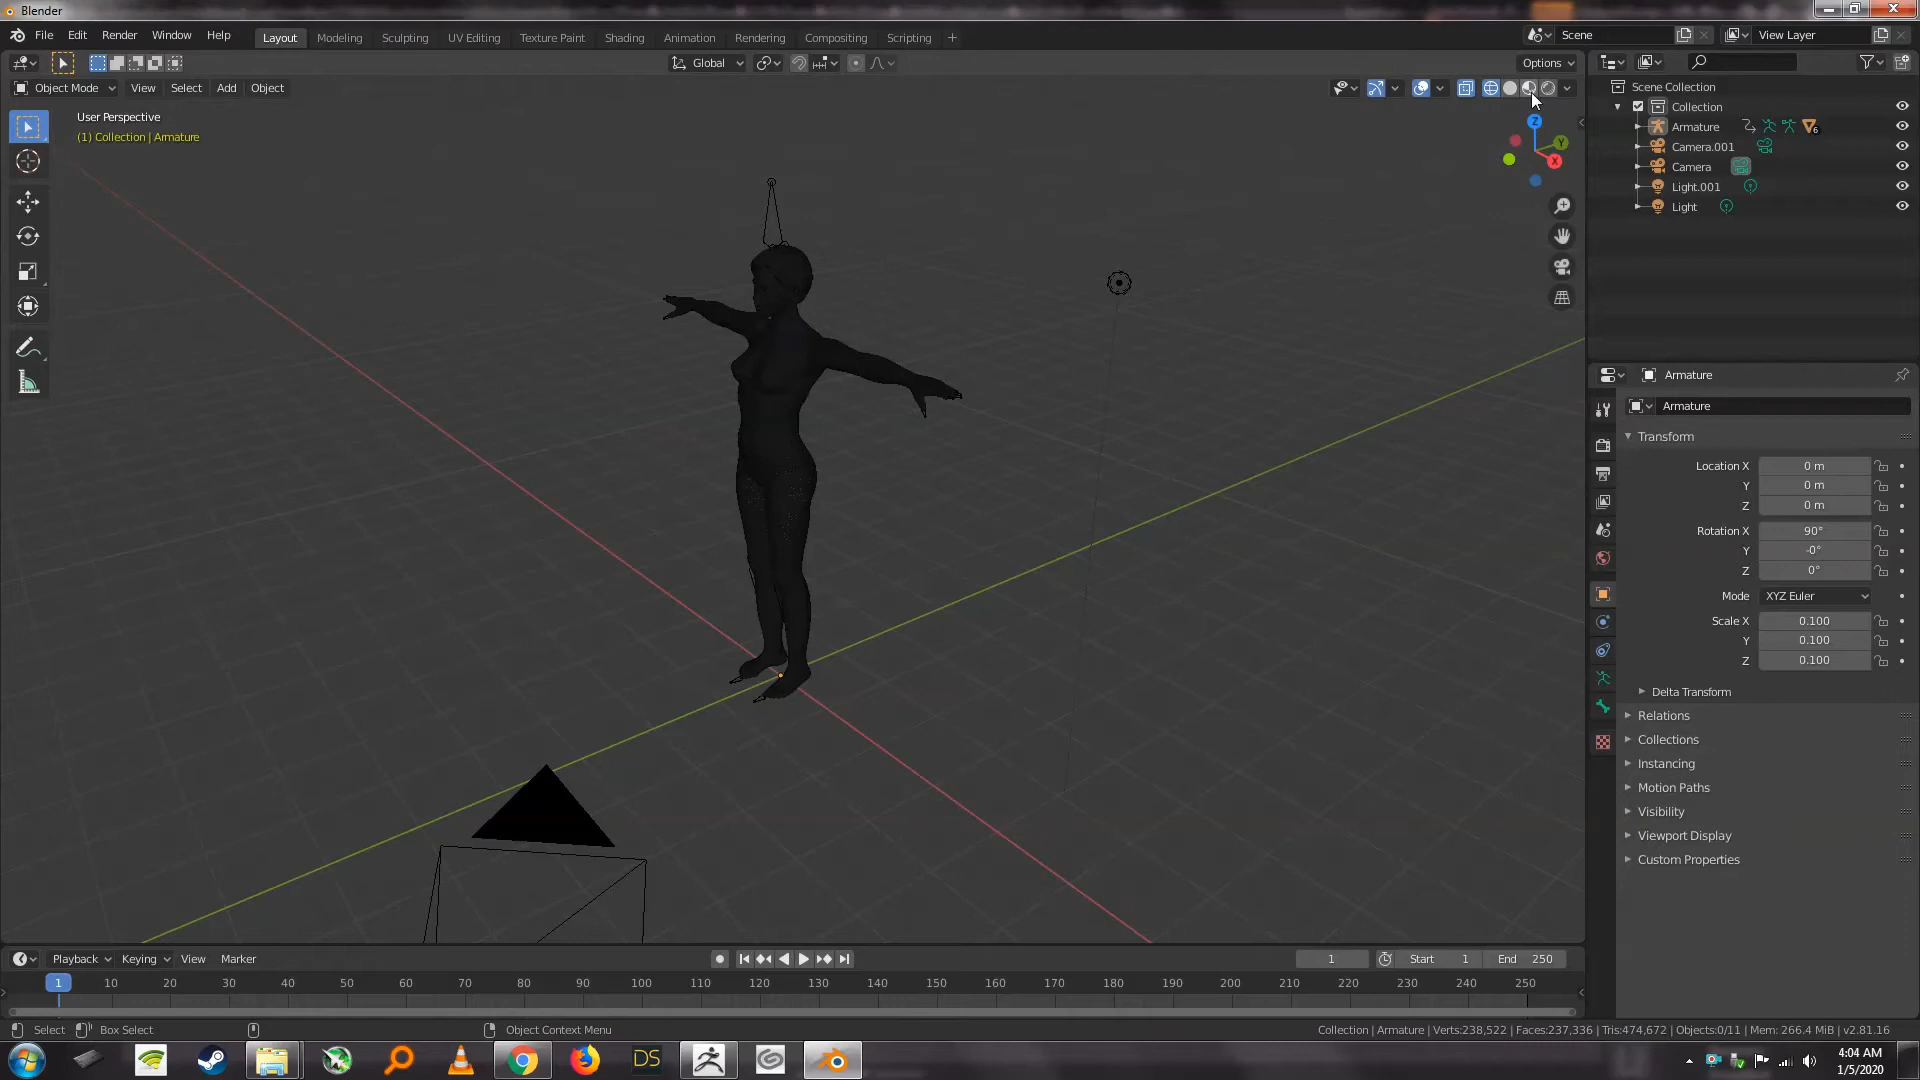 Blender
File Edit Render Window Help
Layout Modeling Sculpting UV Editing Texture Paint Shading Animation Rendering Compositing Scripting +
Scene
View Layer
Global
Options
Object Mode View Select Add Object
User Perspective
(1) Collection | Armature
Z
Y
X
Scene Collection
Collection
Armature
6
Camera.001
Camera
Light.001
Light
Armature
Armature
Transform
Location X 0 m
Y 0 m
Z 0 m
Rotation X 90°
Y -0°
Z 0°
Mode XYZ Euler
Scale X 0.100
Y 0.100
Z 0.100
Delta Transform
Relations
Collections
Instancing
Motion Paths
Visibility
Viewport Display
Custom Properties
Playback Keying View Marker
1 Start 1 End 250
1 10 20 30 40 50 60 70 80 90 100 110 120 130 140 150 160 170 180 190 200 210 220 230 240 250
Select Box Select Object Context Menu
Collection | Armature | Verts:238,522 | Faces:237,336 | Tris:474,672 | Objects:0/11 | Mem: 266.4 MiB | v2.81.16
DS
4:04 AM
1/5/2020